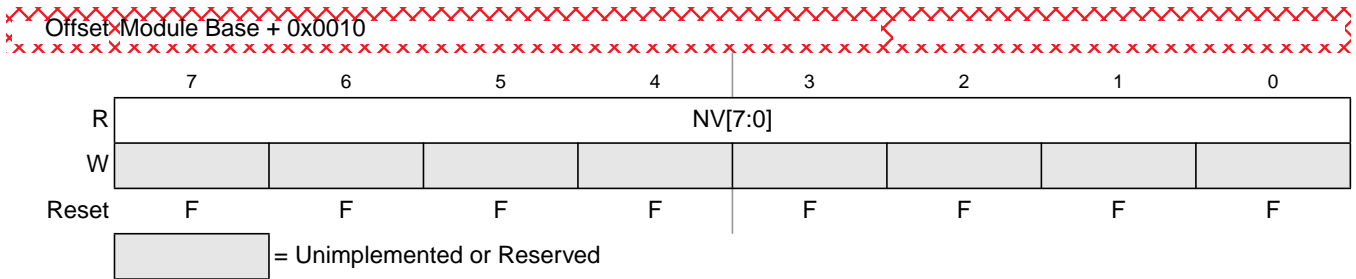 Offset Module Base + 0x0010
7 6 5 4 3 2 1 0
R NV[7:0]
W
Reset F F F F F F F F
= Unimplemented or Reserved